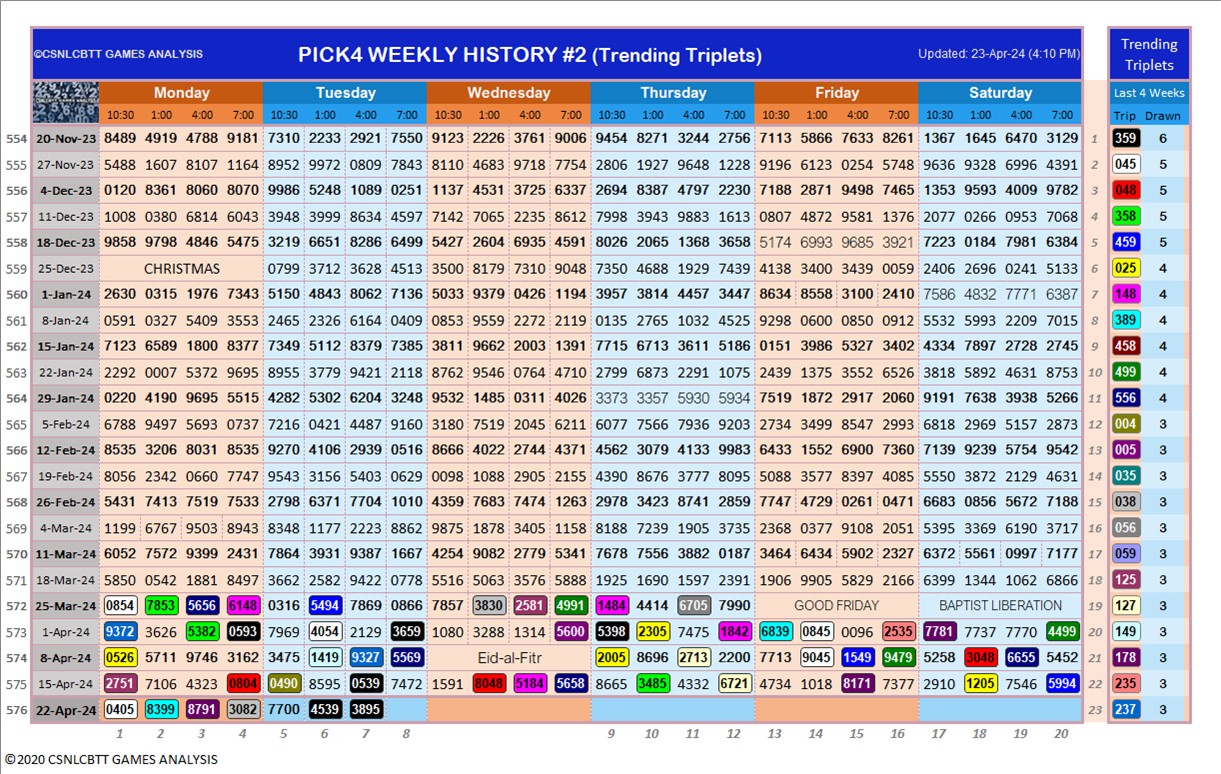 ©CSNLCBTT GAMES ANALYSIS PICK4 WEEKLY HISTORY #2 (Trending Triplets) Updated: 23-Apr-24 (4:10 PM) Trending Triplets
Monday Tuesday Wednesday Thursday Friday Saturday Last 4 Weeks
10:30 1:00 4:00 7:00 10:30 1:00 4:00 7:00 10:30 1:00 4:00 7:00 10:30 1:00 4:00 7:00 10:30 1:00 4:00 7:00 10:30 1:00 4:00 7:00 Trip Drawn
554 20-Nov-23 8489 4919 4788 9181 7310 2233 2921 7550 9123 2226 3761 9006 9454 8271 3244 2756 7113 5866 7633 8261 1367 1645 6470 3129 1 359 6
555 27-Nov-23 5488 1607 8107 1164 8952 9972 0809 7843 8110 4683 9718 7754 2806 1927 9648 1228 9196 6123 0254 5748 9636 9328 6996 4391 2 045 5
556 4-Dec-23 0120 8361 8060 8070 9986 5248 1089 0251 1137 4531 3725 6337 2694 8387 4797 2230 7188 2871 9498 7465 1353 9593 4009 9782 3 048 5
557 11-Dec-23 1008 0380 6814 6043 3948 3999 8634 4597 7142 7065 2235 8612 7998 3943 9883 1613 0807 4872 9581 1376 2077 0266 0953 7068 4 358 5
558 18-Dec-23 9858 9798 4846 5475 3219 6651 8286 6499 5427 2604 6935 4591 8026 2065 1368 3658 5174 6993 9685 3921 7223 0184 7981 6384 5 459 5
559 25-Dec-23 CHRISTMAS 0799 3712 3628 4513 3500 8179 7310 9048 7350 4688 1929 7439 4138 3400 3439 0059 2406 2696 0241 5133 6 025 4
560 1-Jan-24 2630 0315 1976 7343 5150 4843 8062 7136 5033 9379 0426 1194 3957 3814 4457 3447 8634 8558 3100 2410 7586 4832 7771 6387 7 148 4
561 8-Jan-24 0591 0327 5409 3553 2465 2326 6164 0409 0853 9559 2272 2119 0135 2765 1032 4525 9298 0600 0850 0912 5532 5993 2209 7015 8 389 4
562 15-Jan-24 7123 6589 1800 8377 7349 5112 8379 7385 3811 9662 2003 1391 7715 6713 3611 5186 0151 3986 5327 3402 4334 7897 2728 2745 9 458 4
563 22-Jan-24 2292 0007 5372 9695 8955 3779 9421 2118 8762 9546 0764 4710 2799 6873 2291 1075 2439 1375 3552 6526 3818 5892 4631 8753 10 499 4
564 29-Jan-24 0220 4190 9695 5515 4282 5302 6204 3248 9532 1485 0311 4026 3373 3357 5930 5934 7519 1872 2917 2060 9191 7638 3938 5266 11 556 4
565 5-Feb-24 6788 9497 5693 0737 7216 0421 4487 9160 3180 7519 2045 6211 6077 7566 7936 9203 2734 3499 8547 2993 6818 2969 5157 2873 12 004 3
566 12-Feb-24 8535 3206 8031 8535 9270 4106 2939 0516 8666 4022 2744 4371 4562 3079 4133 9983 6433 1552 6900 7360 7139 9239 5754 9542 13 005 3
567 19-Feb-24 8056 2342 0660 7747 9543 3156 5403 0629 5098 1088 2905 2155 4390 8676 3777 8095 5088 3577 8397 4085 5550 3872 2129 4631 14 035 3
568 26-Feb-24 5431 7413 7519 7533 2798 6371 7704 1010 4359 7683 7474 1263 2978 3423 8741 2859 7747 4729 0261 0471 6683 0856 5672 7188 15 038 3
569 4-Mar-24 1199 6767 9503 8943 8348 1177 2223 8862 9875 1878 3405 1158 8188 7239 1905 3735 2368 0377 9108 2051 5395 3369 6190 3717 16 056 3
570 11-Mar-24 6052 7572 9399 2431 7864 3931 9387 1667 4254 9082 2779 5341 7678 7556 3882 0187 3464 6434 5902 2327 6372 5561 0997 7177 17 059 3
571 18-Mar-24 5850 0542 1881 8497 3662 2582 9422 0778 5516 5063 3576 5888 1925 1690 1597 2391 1906 9905 5829 2166 6399 1344 1062 6866 18 125 3
572 25-Mar-24 0854 7853 5656 6148 0316 5494 7869 0866 7857 3830 2581 4991 1484 4414 6705 7990 GOOD FRIDAY BAPTIST LIBERATION 19 127 3
573 1-Apr-24 9372 3626 5382 0593 7969 4054 2129 3659 1080 3288 1314 5600 5398 2305 7475 1842 6839 0845 0096 2535 7781 7737 7770 4499 20 149 3
574 8-Apr-24 0526 5711 9746 3162 3475 1419 9327 5569 Eid-al-Fitr 2005 8696 2713 2200 7713 9045 1549 9479 5258 3048 6655 5452 21 178 3
575 15-Apr-24 2751 7106 4323 0804 0490 8595 0539 7472 1591 8048 5184 5658 8665 3485 4332 6721 4734 1018 8171 7377 2910 1205 7546 5994 22 235 3
576 22-Apr-24 0405 8399 8791 3082 7700 4539 3895 23 237 3
1 2 3 4 5 6 7 8 9 10 11 12 13 14 15 16 17 18 19 20
©2020 CSNLCBTT GAMES ANALYSIS